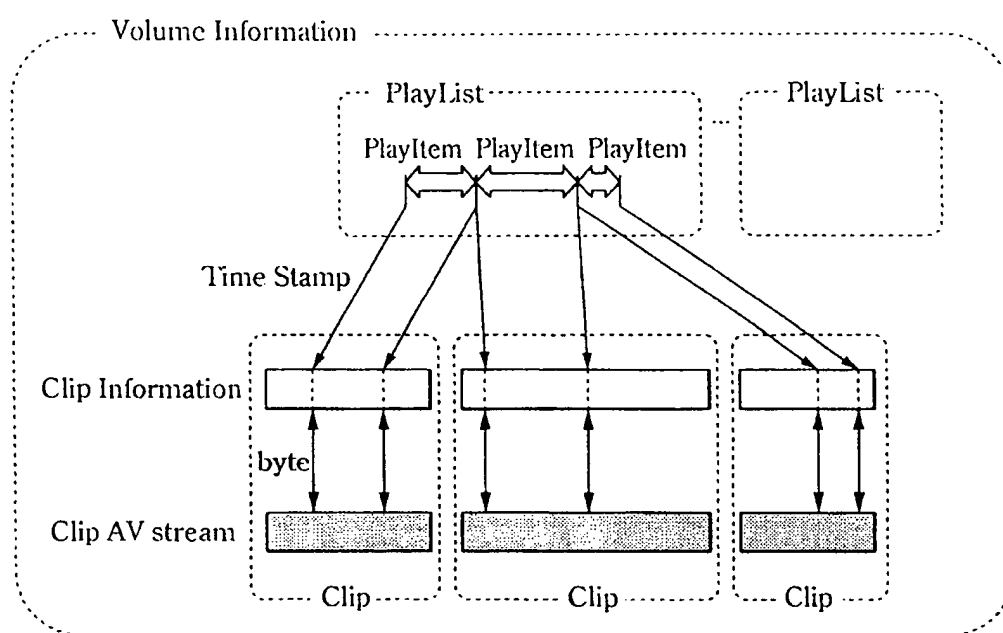 Volume Information
PlayList
PlayList
...
PlayItem PlayItem PlayItem
Time Stamp
Clip Information
byte
Clip AV stream
Clip
Clip
Clip